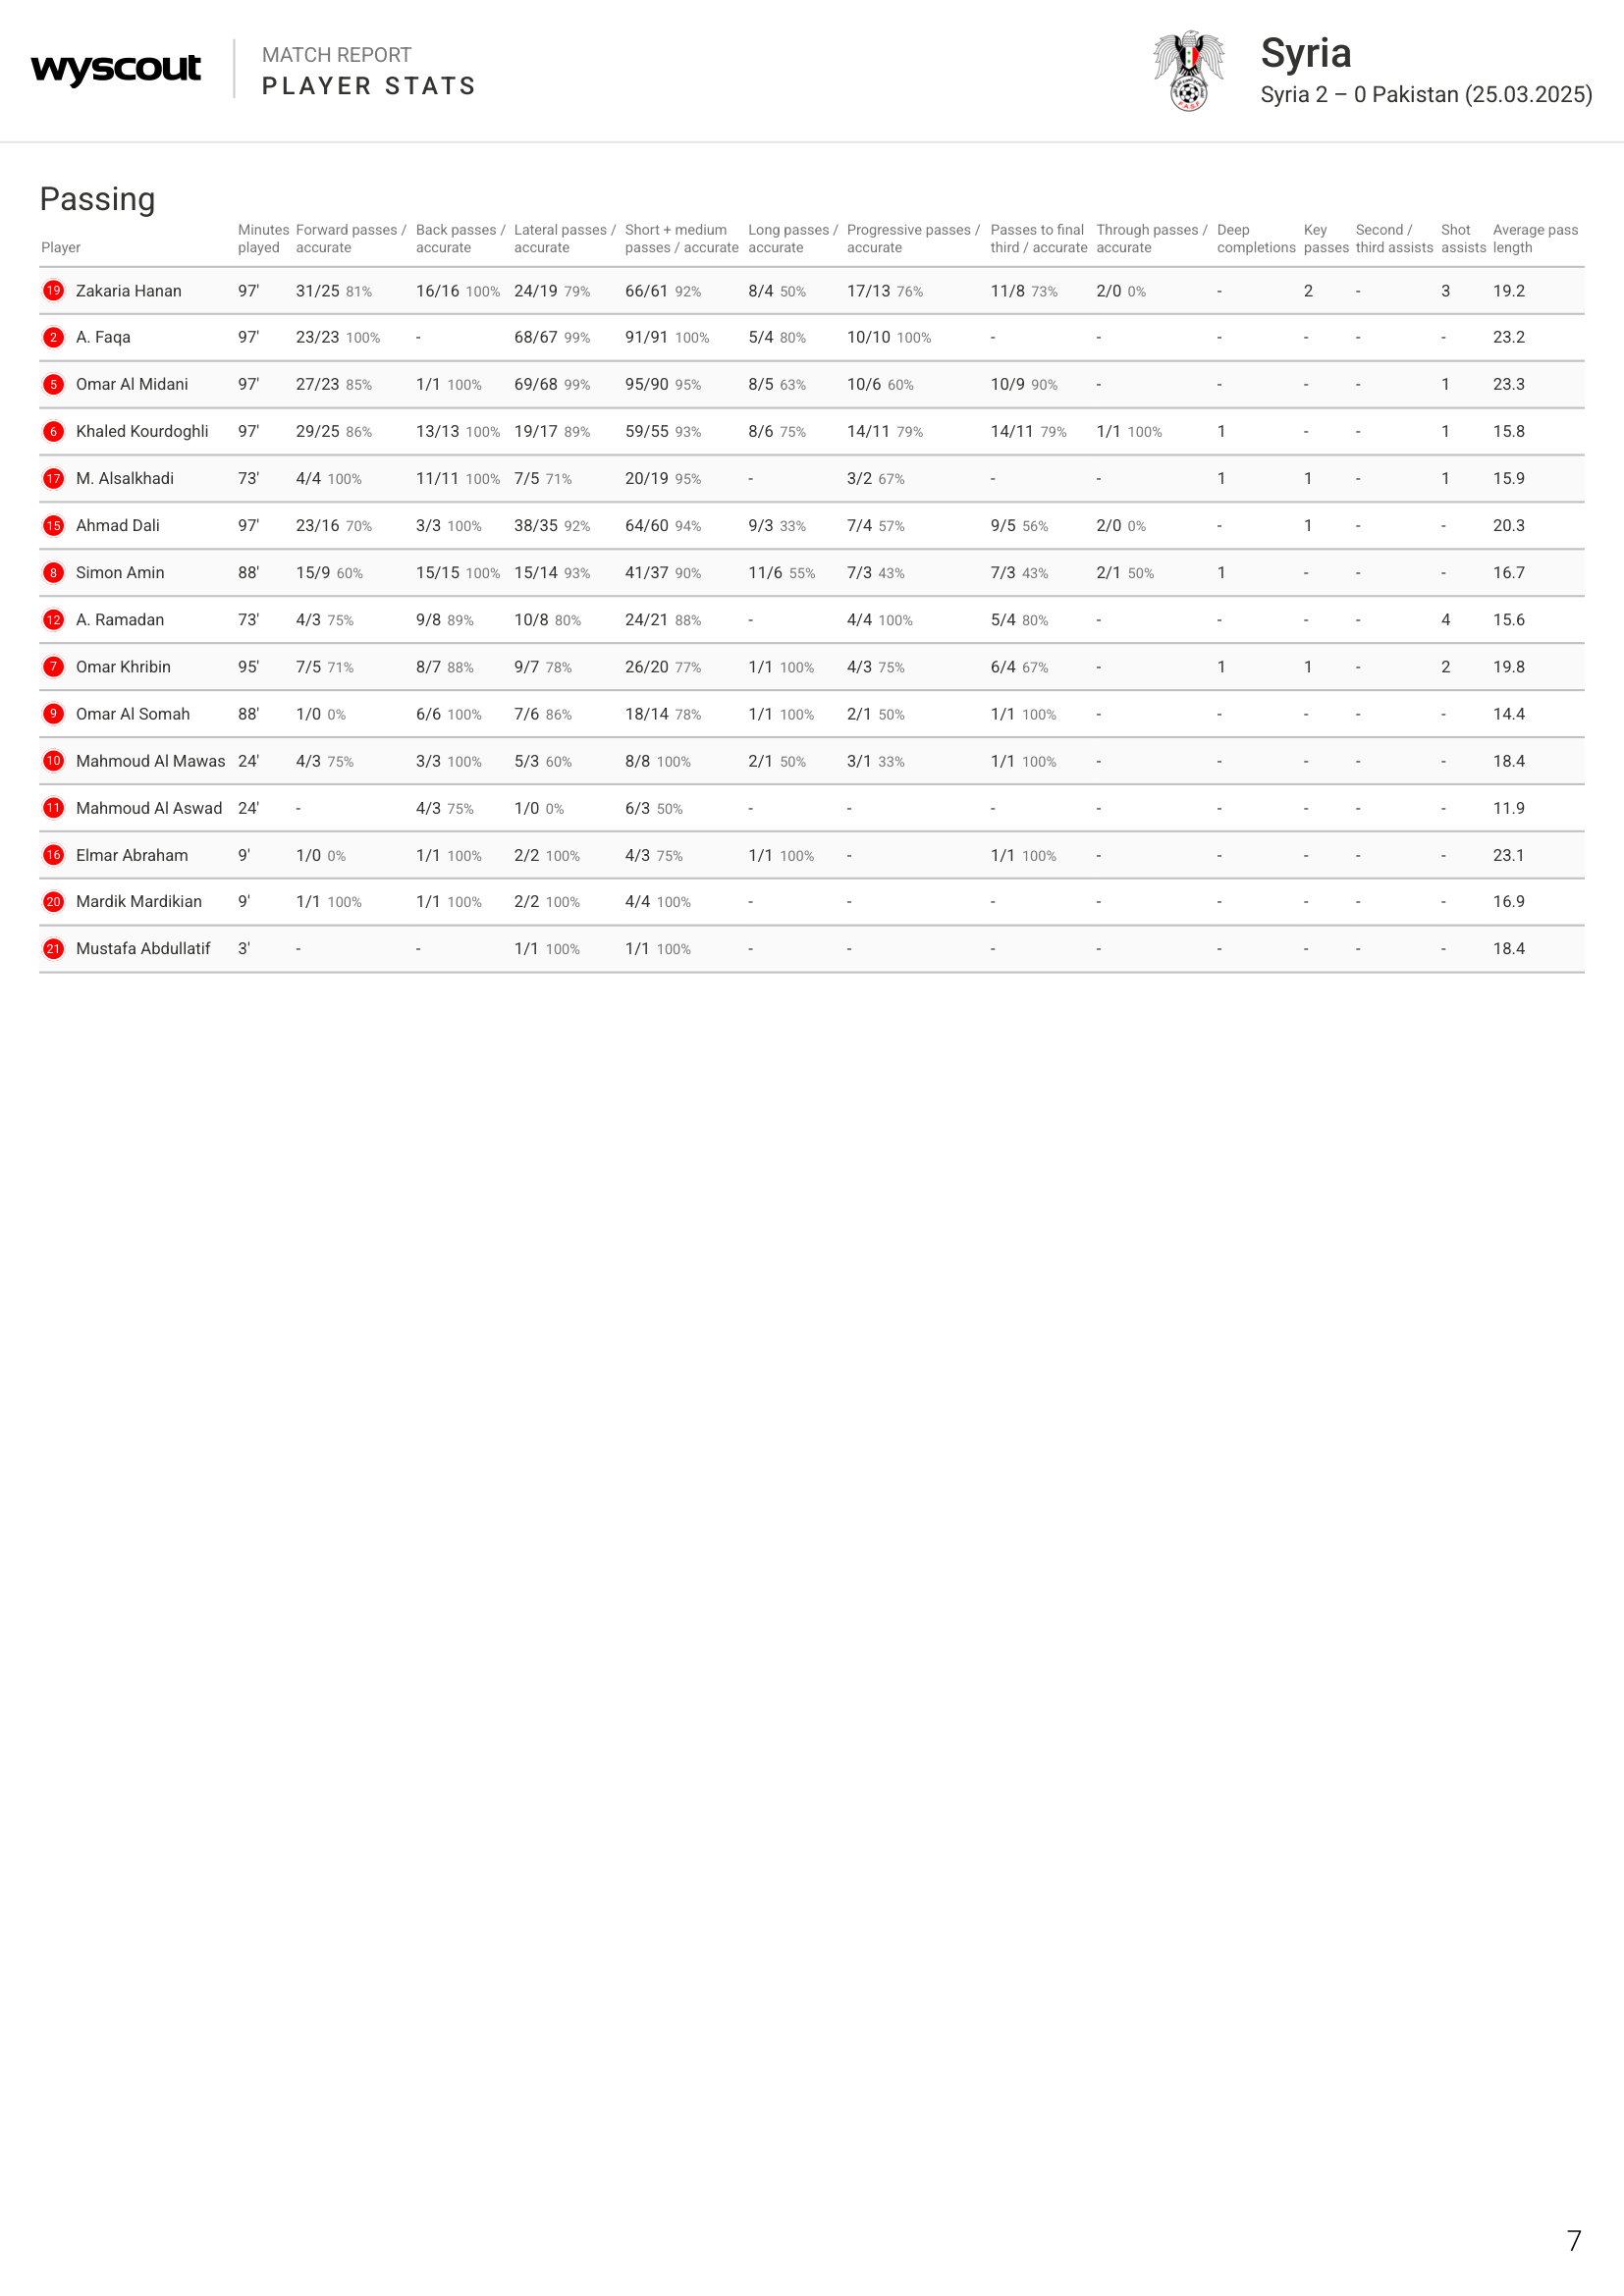 wyscout
MATCH REPORT
PLAYER STATS
Syria
Syria 2 – 0 Pakistan (25.03.2025)
F.A.S.F
Passing
Player Minutes played Forward passes / accurate Back passes / accurate Lateral passes / accurate Short + medium passes / accurate Long passes / accurate Progressive passes / accurate Passes to final third / accurate Through passes / accurate Deep completions Key passes Second / third assists Shot assists Average pass length
19 Zakaria Hanan 97' 31/25 81% 16/16 100% 24/19 79% 66/61 92% 8/4 50% 17/13 76% 11/8 73% 2/0 0% - 2 - 3 19.2
2 A. Faqa 97' 23/23 100% - 68/67 99% 91/91 100% 5/4 80% 10/10 100% - - - - - - 23.2
5 Omar Al Midani 97' 27/23 85% 1/1 100% 69/68 99% 95/90 95% 8/5 63% 10/6 60% 10/9 90% - - - - 1 23.3
6 Khaled Kourdoghli 97' 29/25 86% 13/13 100% 19/17 89% 59/55 93% 8/6 75% 14/11 79% 14/11 79% 1/1 100% 1 - - 1 15.8
17 M. Alsalkhadi 73' 4/4 100% 11/11 100% 7/5 71% 20/19 95% - 3/2 67% - - 1 1 - 1 15.9
15 Ahmad Dali 97' 23/16 70% 3/3 100% 38/35 92% 64/60 94% 9/3 33% 7/4 57% 9/5 56% 2/0 0% - 1 - - 20.3
8 Simon Amin 88' 15/9 60% 15/15 100% 15/14 93% 41/37 90% 11/6 55% 7/3 43% 7/3 43% 2/1 50% 1 - - - 16.7
12 A. Ramadan 73' 4/3 75% 9/8 89% 10/8 80% 24/21 88% - 4/4 100% 5/4 80% - - - - 4 15.6
7 Omar Khribin 95' 7/5 71% 8/7 88% 9/7 78% 26/20 77% 1/1 100% 4/3 75% 6/4 67% - 1 1 - 2 19.8
9 Omar Al Somah 88' 1/0 0% 6/6 100% 7/6 86% 18/14 78% 1/1 100% 2/1 50% 1/1 100% - - - - - 14.4
10 Mahmoud Al Mawas 24' 4/3 75% 3/3 100% 5/3 60% 8/8 100% 2/1 50% 3/1 33% 1/1 100% - - - - - 18.4
11 Mahmoud Al Aswad 24' - 4/3 75% 1/0 0% 6/3 50% - - - - - - - - 11.9
16 Elmar Abraham 9' 1/0 0% 1/1 100% 2/2 100% 4/3 75% 1/1 100% - 1/1 100% - - - - - 23.1
20 Mardik Mardikian 9' 1/1 100% 1/1 100% 2/2 100% 4/4 100% - - - - - - - - 16.9
21 Mustafa Abdullatif 3' - - 1/1 100% 1/1 100% - - - - - - - - 18.4
7